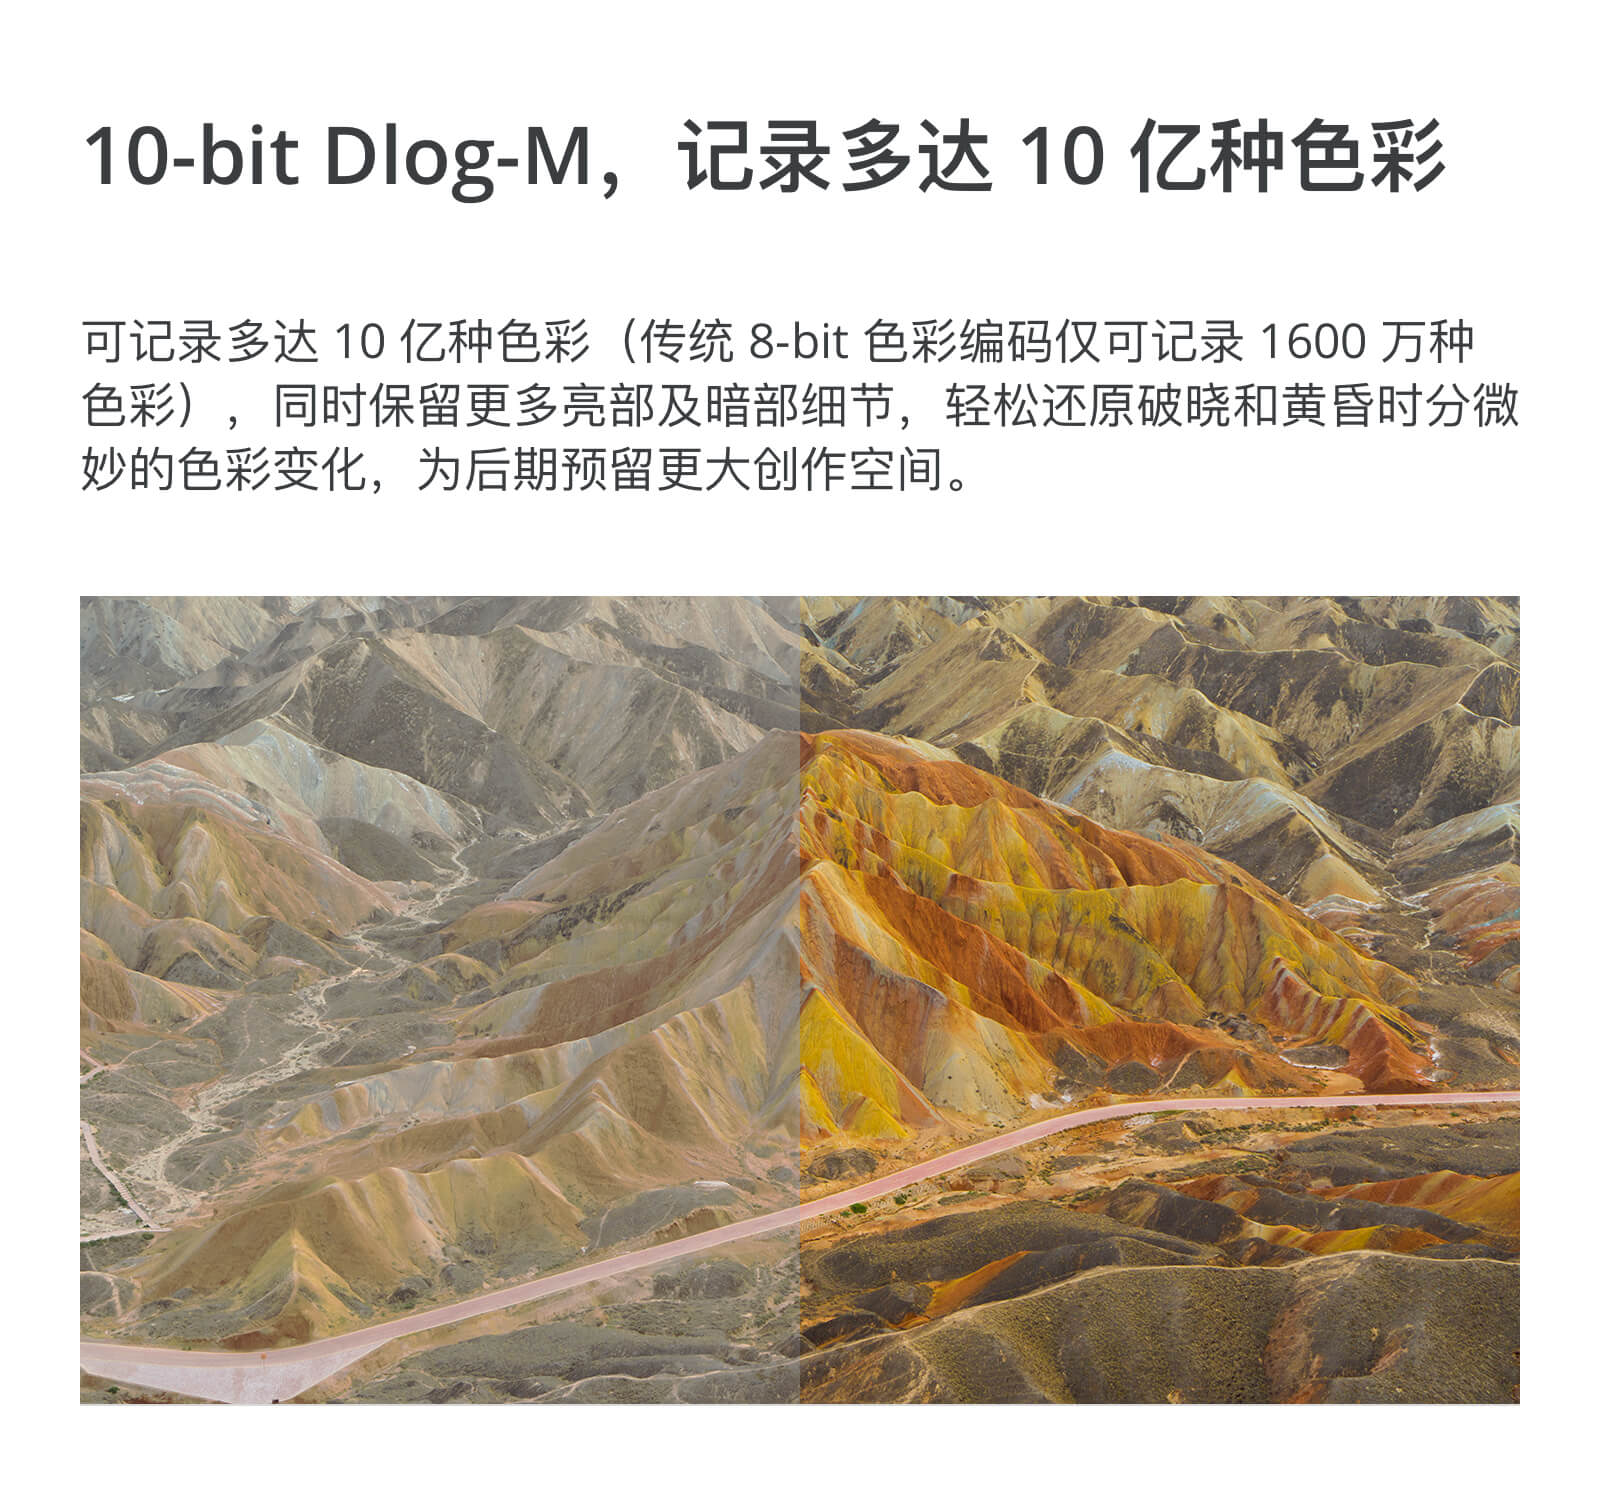 10-bit Dlog-M，记录多达 10 亿种色彩
可记录多达 10 亿种色彩（传统 8-bit 色彩编码仅可记录 1600 万种
色彩），同时保留更多亮部及暗部细节，轻松还原破晓和黄昏时分微
妙的色彩变化，为后期预留更大创作空间。